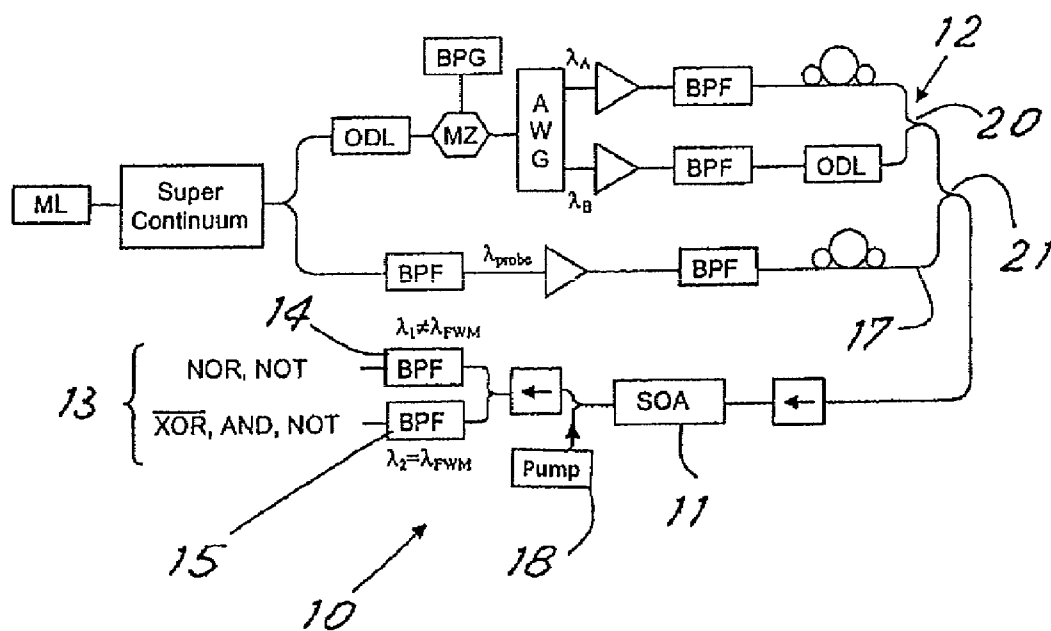 12
BPG
λA
BPF
A
W
G
MZ
ODL
20
BPF
ODL
λB
ML
Super
Continuum
21
BPF
λprobe
BPF
17
14
λ1≠λFWM
13
NOR, NOT
BPF
SOA
X̅O̅R̅, AND, NOT
BPF
λ2=λFWM
Pump
11
15
18
10